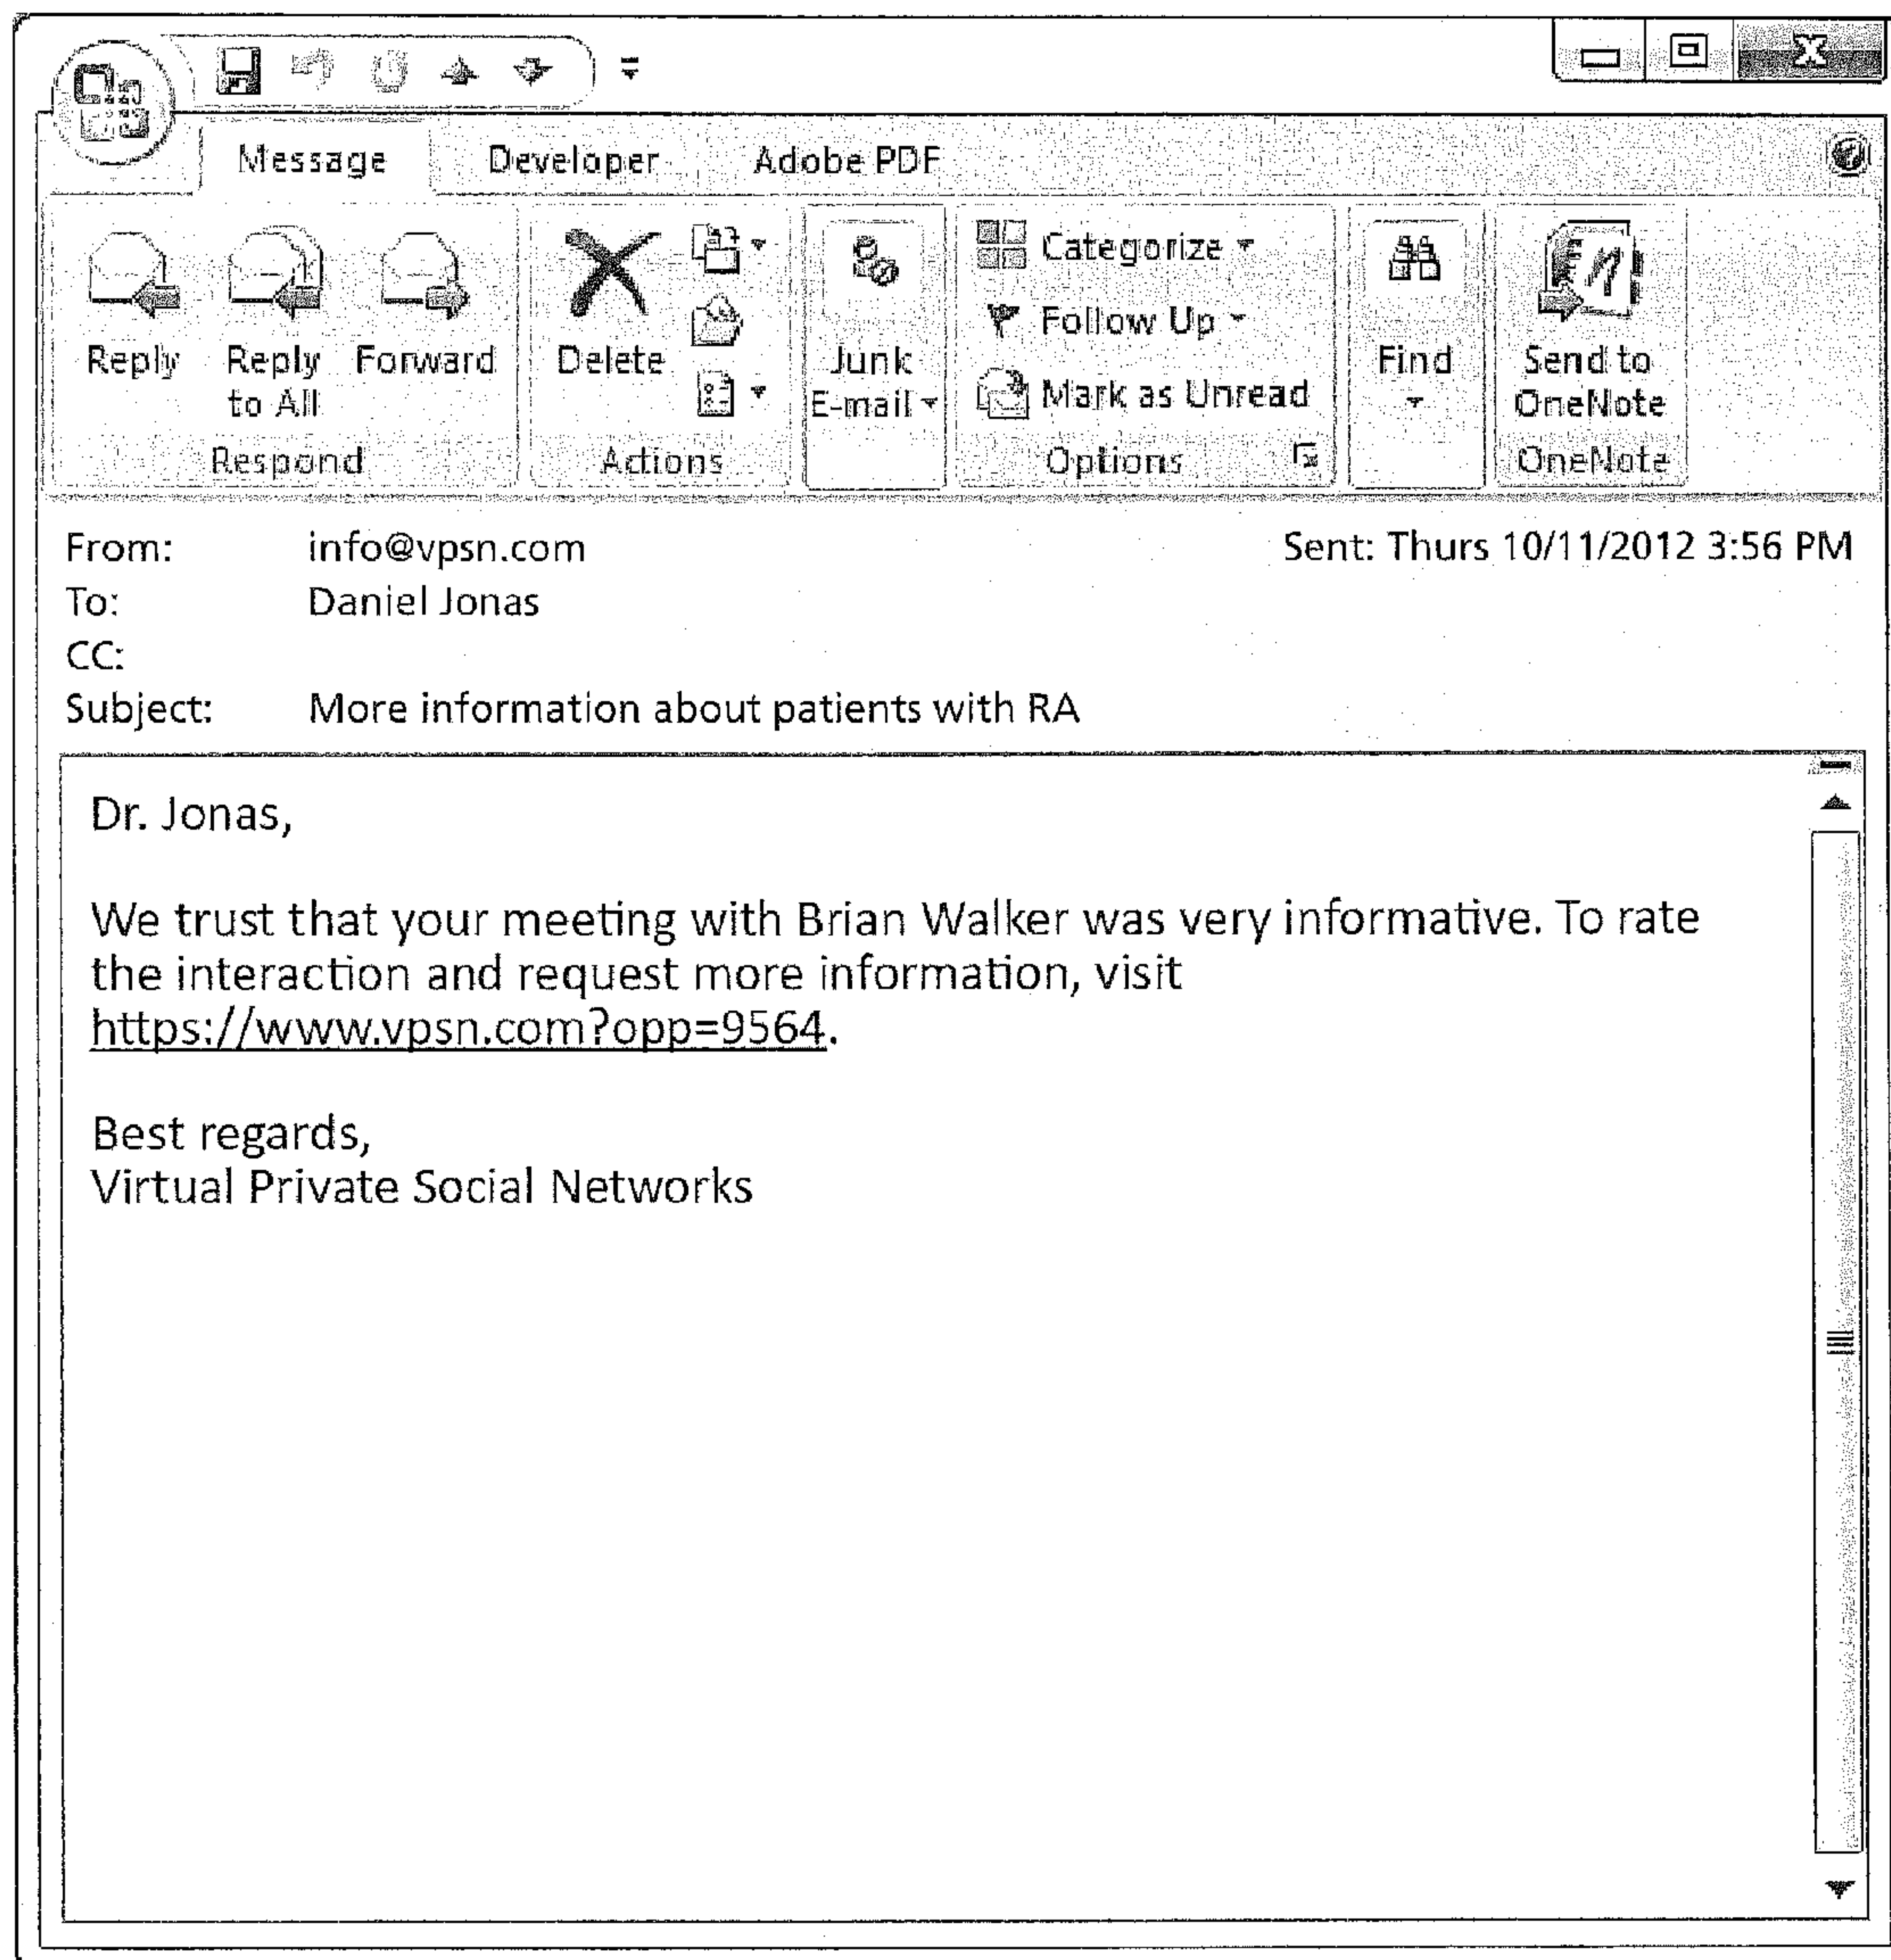 Message Developer Adobe PDF
Reply Reply to All Forward Delete Junk E-mail Categorize Follow Up Mark as Unread Find Send to OneNote
Respond Actions Options OneNote
From: info@vpsn.com Sent: Thurs 10/11/2012 3:56 PM
To: Daniel Jonas
CC:
Subject: More information about patients with RA
Dr. Jonas,
We trust that your meeting with Brian Walker was very informative. To rate
the interaction and request more information, visit
https://www.vpsn.com?opp=9564.
Best regards,
Virtual Private Social Networks